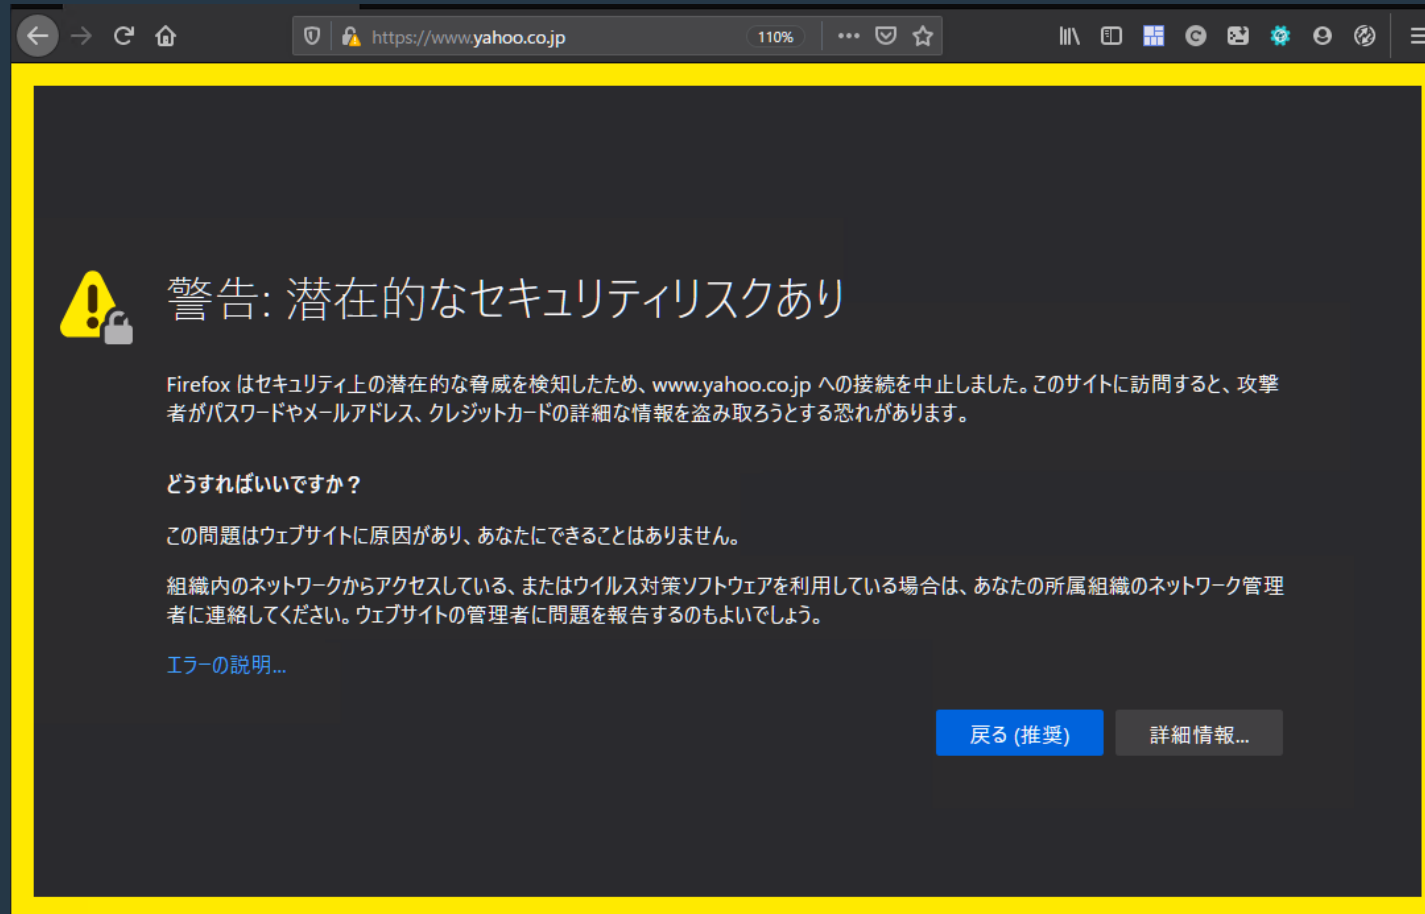 https://www.yahoo.co.jp
110%
警告: 潜在的なセキュリティリスクあり
Firefox はセキュリティ上の潜在的な脅威を検知したため、www.yahoo.co.jp への接続を中止しました。このサイトに訪問すると、攻撃
者がパスワードやメールアドレス、クレジットカードの詳細な情報を盗み取ろうとする恐れがあります。
どうすればいいですか？
この問題はウェブサイトに原因があり、あなたにできることはありません。
組織内のネットワークからアクセスしている、またはウイルス対策ソフトウェアを利用している場合は、あなたの所属組織のネットワーク管理
者に連絡してください。ウェブサイトの管理者に問題を報告するのもよいでしょう。
エラーの説明...
戻る (推奨)
詳細情報...